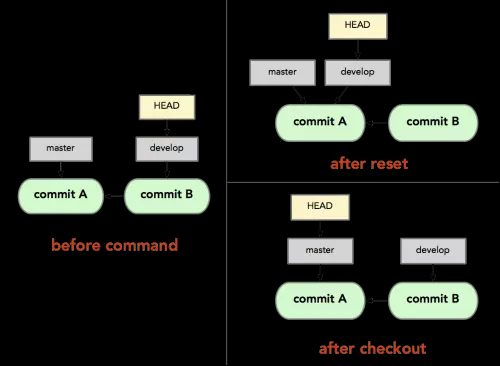 HEAD
master
develop
commit A
commit B
before command
HEAD
master
develop
commit A
commit B
after reset
HEAD
master
develop
commit A
commit B
after checkout